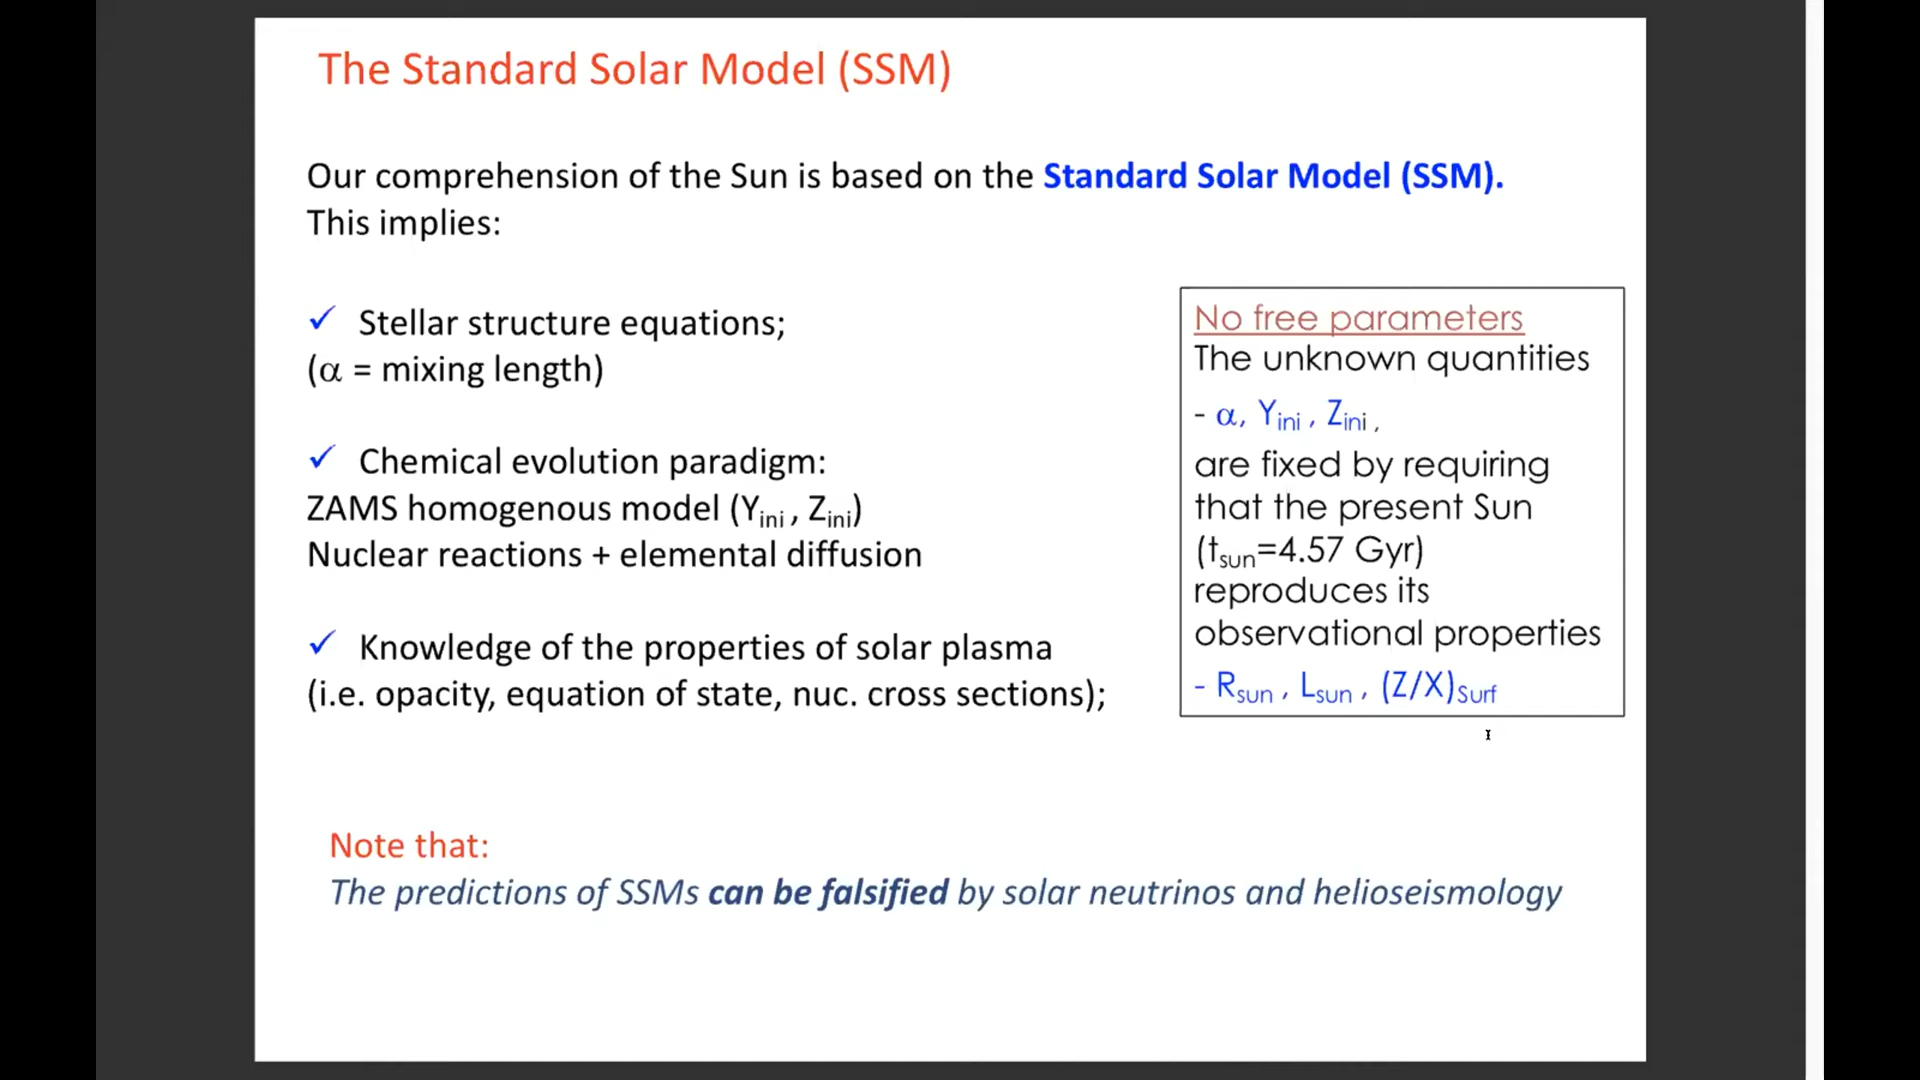 The Standard Solar Model (SSM)
Our comprehension of the Sun is based on the Standard Solar Model (SSM).
This implies:
✓ Stellar structure equations;
(α = mixing length)
✓ Chemical evolution paradigm:
ZAMS homogenous model (Yini , Zini)
Nuclear reactions + elemental diffusion
✓ Knowledge of the properties of solar plasma
(i.e. opacity, equation of state, nuc. cross sections);
No free parameters
The unknown quantities
- α, Yini , Zini ,
are fixed by requiring
that the present Sun
(tsun=4.57 Gyr)
reproduces its
observational properties
- Rsun , Lsun , (Z/X)Surf
Note that:
The predictions of SSMs can be falsified by solar neutrinos and helioseismology